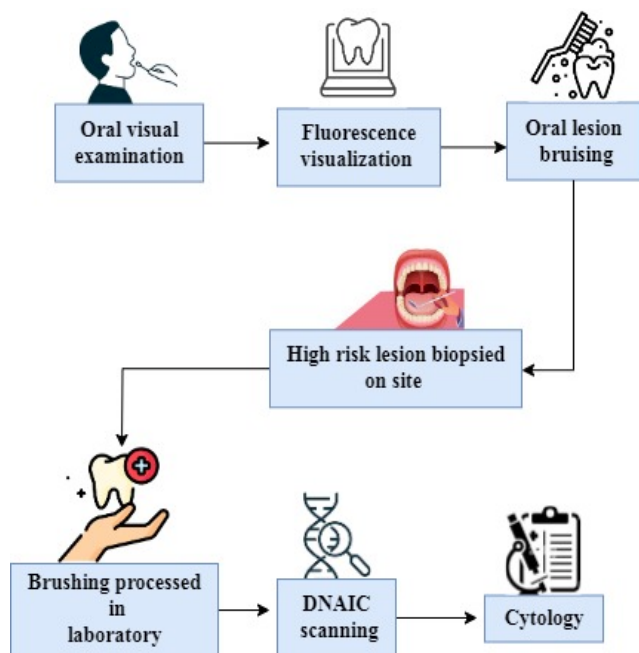 Oral visual
examination
Fluorescence
visualization
Oral lesion
bruising
High risk lesion biopsied
on site
Brushing processed
in
laboratory
DNAIC
scanning
Cytology